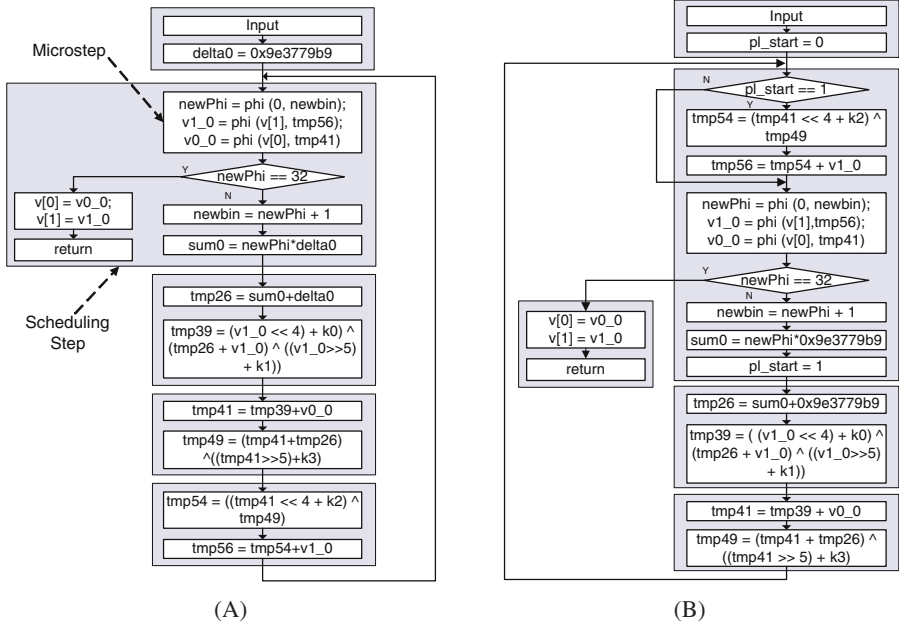 Input
delta0 = 0x9e3779b9
Microstep
newPhi = phi (0, newbin);
v1_0 = phi (v[1], tmp56);
v0_0 = phi (v[0], tmp41)
Y
newPhi == 32
N
v[0] = v0_0;
v[1] = v1_0
newbin = newPhi + 1
return
sum0 = newPhi*delta0
Scheduling
Step
tmp26 = sum0+delta0
tmp39 = (v1_0 << 4) + k0) ^
(tmp26 + v1_0) ^ ((v1_0>>5)
+ k1))
tmp41 = tmp39+v0_0
tmp49 = (tmp41+tmp26)
^((tmp41>>5)+k3)
tmp54 = ((tmp41 << 4 + k2) ^
tmp49)
tmp56 = tmp54+v1_0
(A)
Input
pl_start = 0
N
pl_start == 1
Y
tmp54 = (tmp41 << 4 + k2) ^
tmp49
tmp56 = tmp54 + v1_0
newPhi = phi (0, newbin);
v1_0 = phi (v[1],tmp56);
v0_0 = phi (v[0], tmp41)
Y
newPhi == 32
N
v[0] = v0_0
v[1] = v1_0
return
newbin = newPhi + 1
sum0 = newPhi*0x9e3779b9
pl_start = 1
tmp26 = sum0+0x9e3779b9
tmp39 = ( (v1_0 << 4) + k0) ^
(tmp26 + v1_0) ^ ((v1_0>>5)
+ k1))
tmp41 = tmp39 + v0_0
tmp49 = (tmp41 + tmp26) ^
((tmp41 >> 5) + k3)
(B)